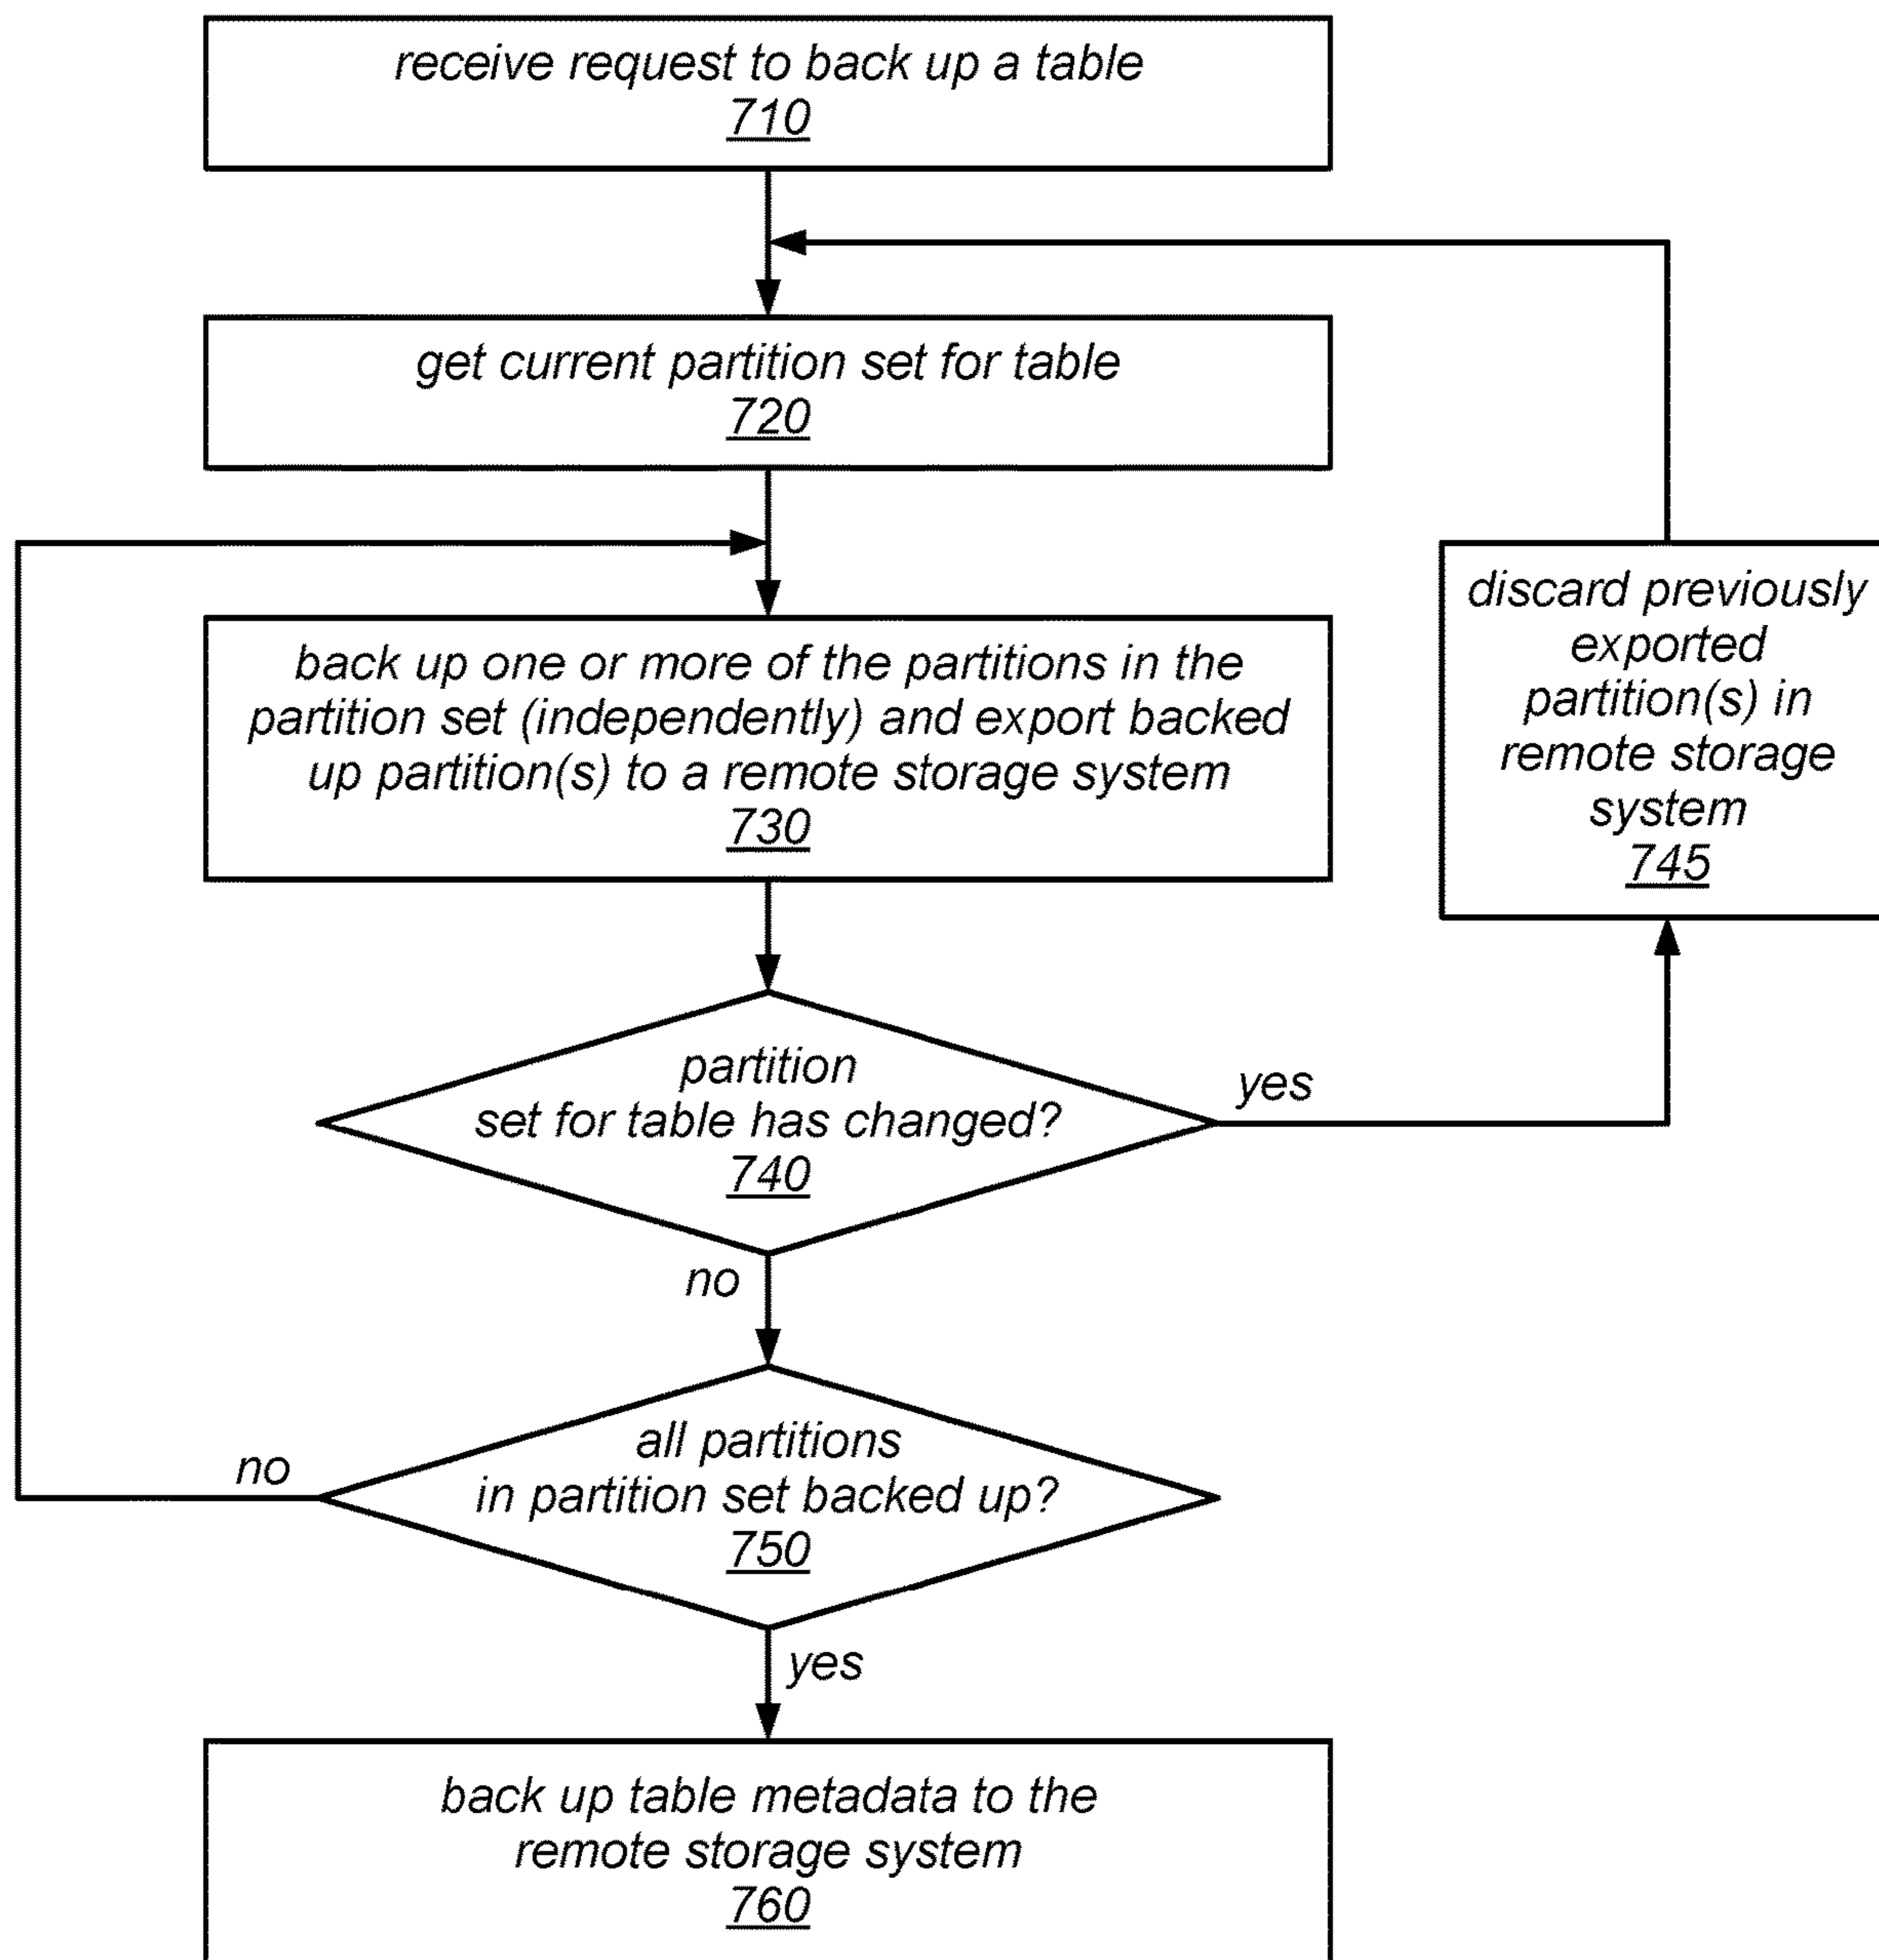 receive request to back up a table
710
get current partition set for table
720
back up one or more of the partitions in the
partition set (independently) and export backed
up partition(s) to a remote storage system
730
discard previously
exported
partition(s) in
remote storage
system
745
partition
set for table has changed?
740
yes
no
all partitions
in partition set backed up?
750
no
yes
back up table metadata to the
remote storage system
760